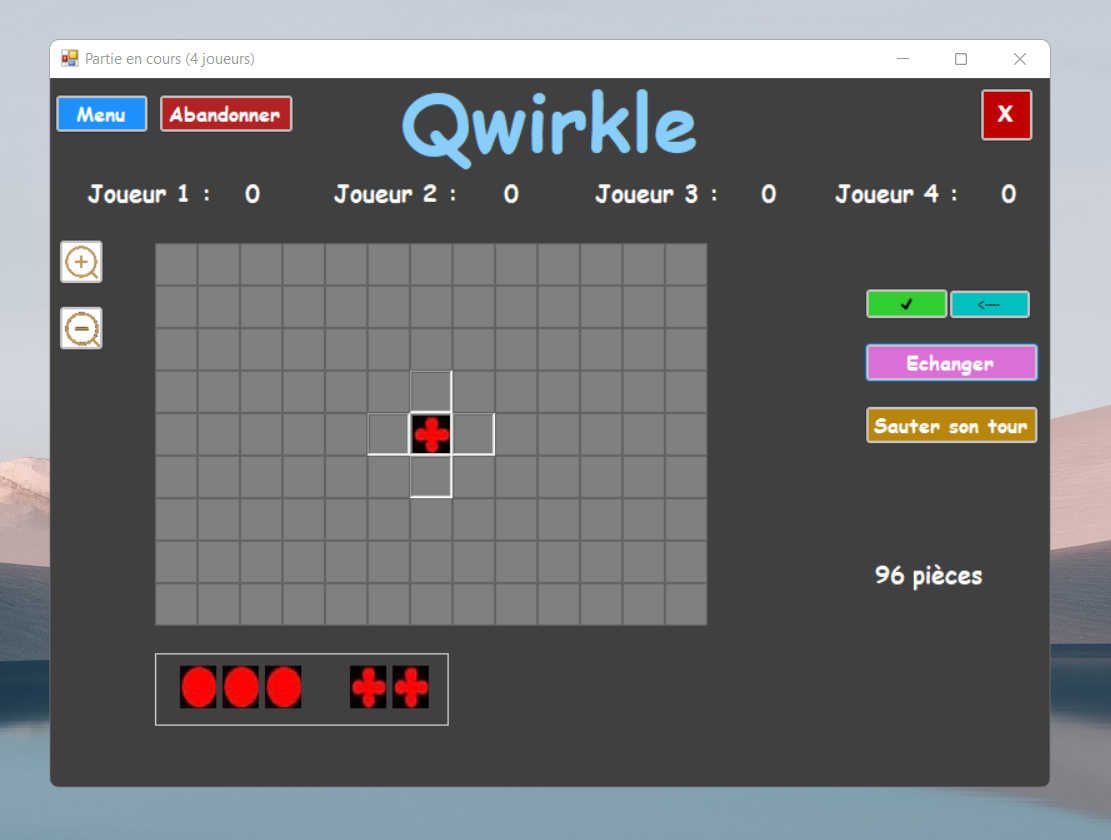 Partie en cours (4 joueurs)
Menu
Abandonner
Qwirkle
X
Joueur 1 : 0
Joueur 2 : 0
Joueur 3 : 0
Joueur 4 : 0
✓
<----
Echanger
Sauter son tour
96 pièces